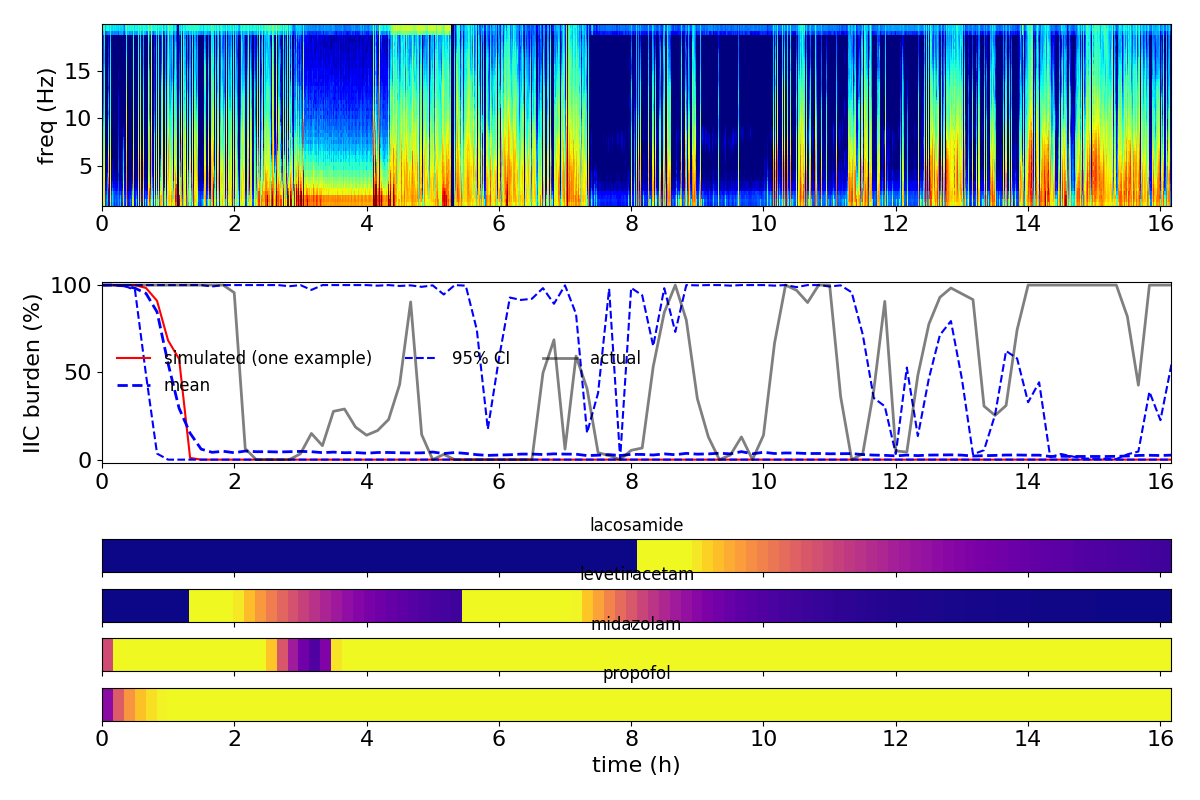 freq (Hz)
15
10
5
0 2 4 6 8 10 12 14 16
IIC burden (%)
100
50
0
simulated (one example) 95% CI actual
mean
0 2 4 6 8 10 12 14 16
lacosamide
levetiracetam
midazolam
propofol
0 2 4 6 8 10 12 14 16
time (h)